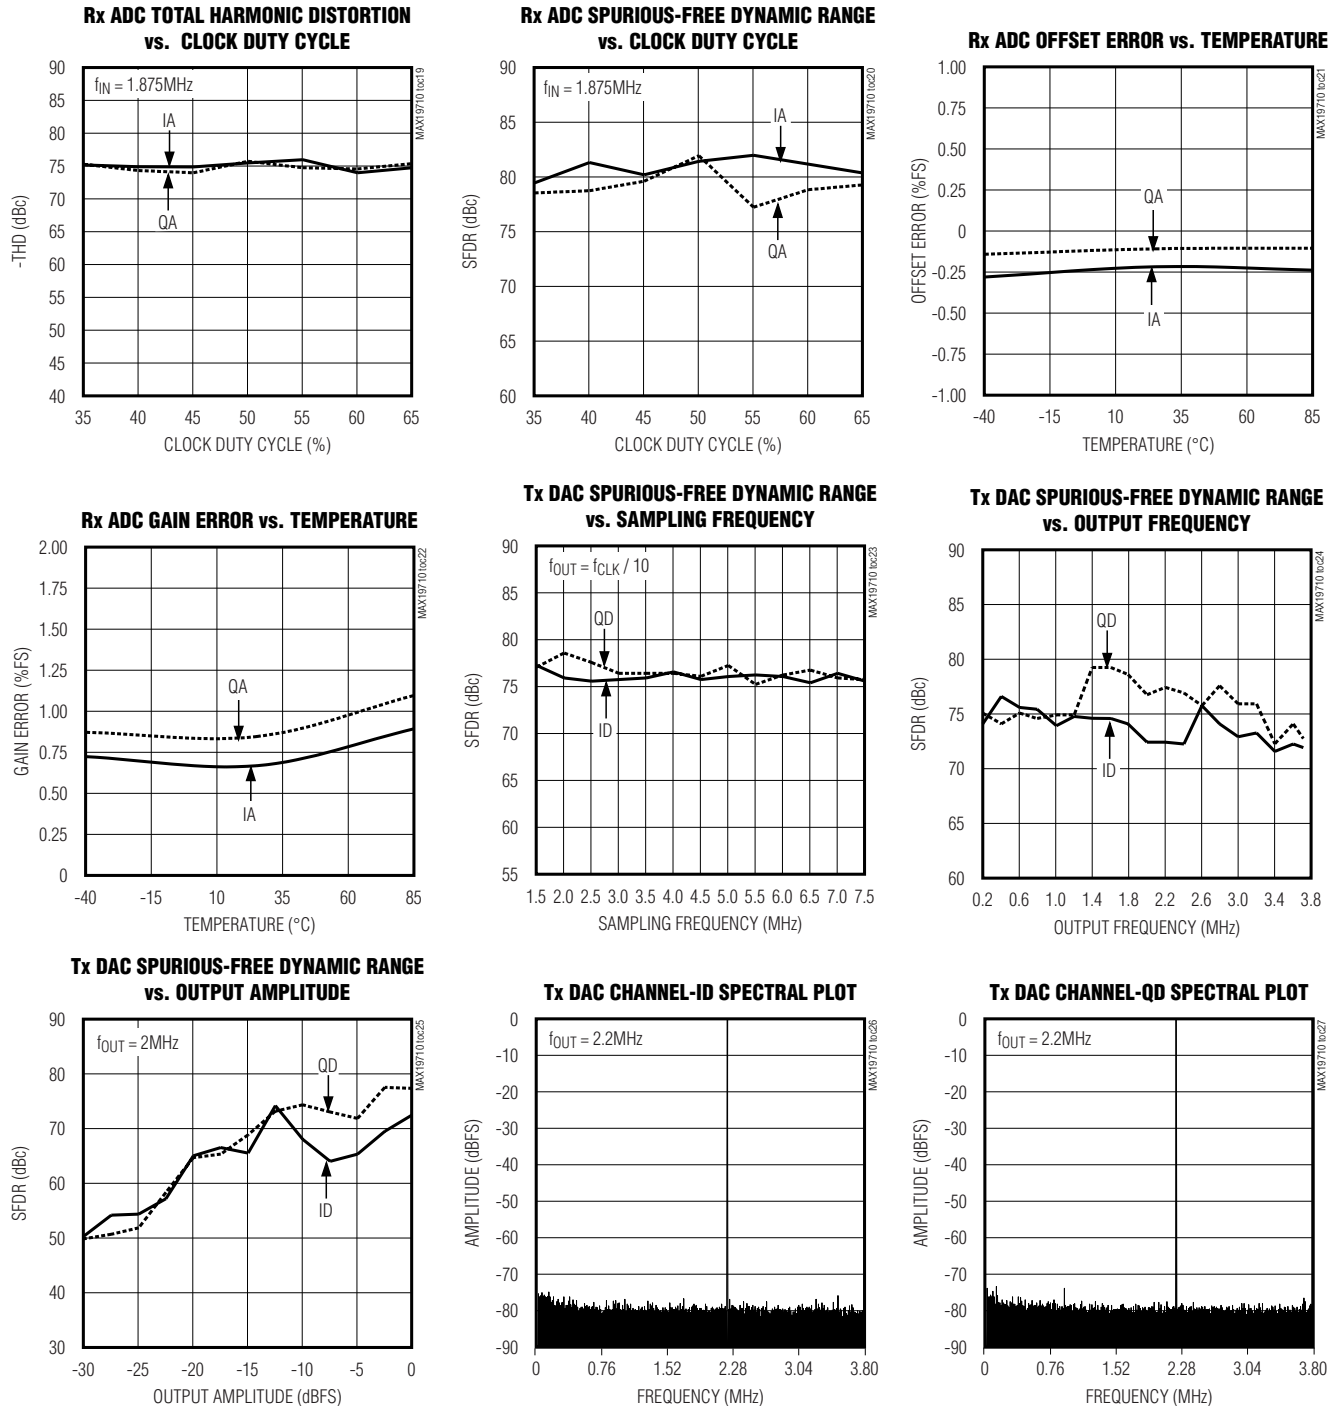 Rx ADC TOTAL HARMONIC DISTORTION
vs. CLOCK DUTY CYCLE
90
85
80
75
70
65
60
55
50
45
40
-THD (dBc)
fIN = 1.875MHz
IA
QA
MAX19710 toc19
35 40 45 50 55 60 65
CLOCK DUTY CYCLE (%)
Rx ADC SPURIOUS-FREE DYNAMIC RANGE
vs. CLOCK DUTY CYCLE
90
85
80
75
70
65
60
SFDR (dBc)
fIN = 1.875MHz
IA
QA
MAX19710 toc20
35 40 45 50 55 60 65
CLOCK DUTY CYCLE (%)
Rx ADC OFFSET ERROR vs. TEMPERATURE
1.00
0.75
0.50
0.25
0
-0.25
-0.50
-0.75
-1.00
OFFSET ERROR (%FS)
QA
IA
MAX19710 toc21
-40 -15 10 35 60 85
TEMPERATURE (°C)
Rx ADC GAIN ERROR vs. TEMPERATURE
2.00
1.75
1.50
1.25
1.00
0.75
0.50
0.25
0
GAIN ERROR (%FS)
QA
IA
MAX19710 toc22
-40 -15 10 35 60 85
TEMPERATURE (°C)
Tx DAC SPURIOUS-FREE DYNAMIC RANGE
vs. SAMPLING FREQUENCY
90
85
80
75
70
65
60
55
SFDR (dBc)
fOUT = fCLK / 10
QD
ID
MAX19710 toc23
1.5 2.0 2.5 3.0 3.5 4.0 4.5 5.0 5.5 6.0 6.5 7.0 7.5
SAMPLING FREQUENCY (MHz)
Tx DAC SPURIOUS-FREE DYNAMIC RANGE
vs. OUTPUT FREQUENCY
90
85
80
75
70
65
60
SFDR (dBc)
QD
ID
MAX19710 toc24
0.2 0.6 1.0 1.4 1.8 2.2 2.6 3.0 3.4 3.8
OUTPUT FREQUENCY (MHz)
Tx DAC SPURIOUS-FREE DYNAMIC RANGE
vs. OUTPUT AMPLITUDE
90
80
70
60
50
40
30
SFDR (dBc)
fOUT = 2MHz
QD
ID
MAX19710 toc25
-30 -25 -20 -15 -10 -5 0
OUTPUT AMPLITUDE (dBFS)
Tx DAC CHANNEL-ID SPECTRAL PLOT
0
-10
-20
-30
-40
-50
-60
-70
-80
-90
AMPLITUDE (dBFS)
fOUT = 2.2MHz
MAX19710 toc26
0 0.76 1.52 2.28 3.04 3.80
FREQUENCY (MHz)
Tx DAC CHANNEL-QD SPECTRAL PLOT
0
-10
-20
-30
-40
-50
-60
-70
-80
-90
AMPLITUDE (dBFS)
fOUT = 2.2MHz
MAX19710 toc27
0 0.76 1.52 2.28 3.04 3.80
FREQUENCY (MHz)